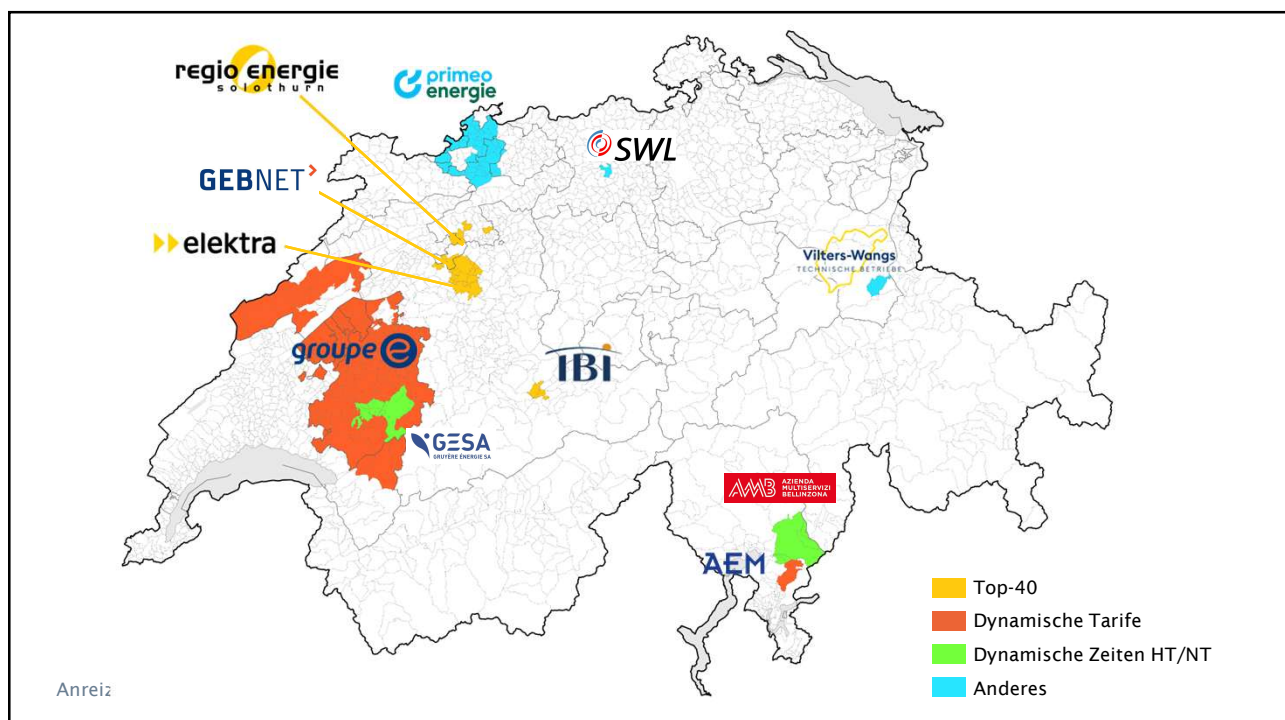 regio energie
solothurn
primeo
energie
SWL
GEBNET
elektra
Vilters-Wangs
TECHNISCHE BETRIEBE
groupe e
IBI
GESA
GRUYÈRE ENERGIE SA
AMB AZIENDA
MULTISERVIZI
BELLINZONA
AEM
Top-40
Dynamische Tarife
Dynamische Zeiten HT/NT
Anderes
Anreiz